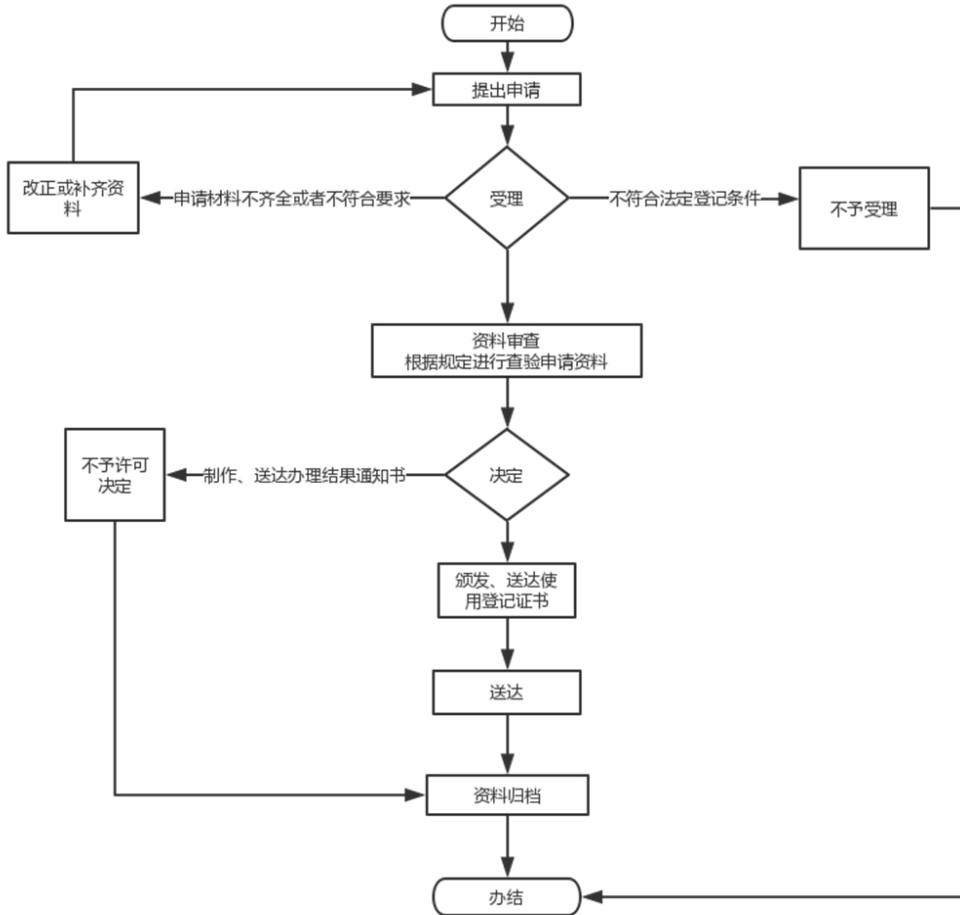 开始
提出申请
改正或补齐资
料
申请材料不齐全或者不符合要求
受理
不符合法定登记条件
不予受理
资料审查
根据规定进行查验申请资料
不予许可
决定
制作、送达办理结果通知书
决定
颁发、送达使
用登记证书
送达
资料归档
办结